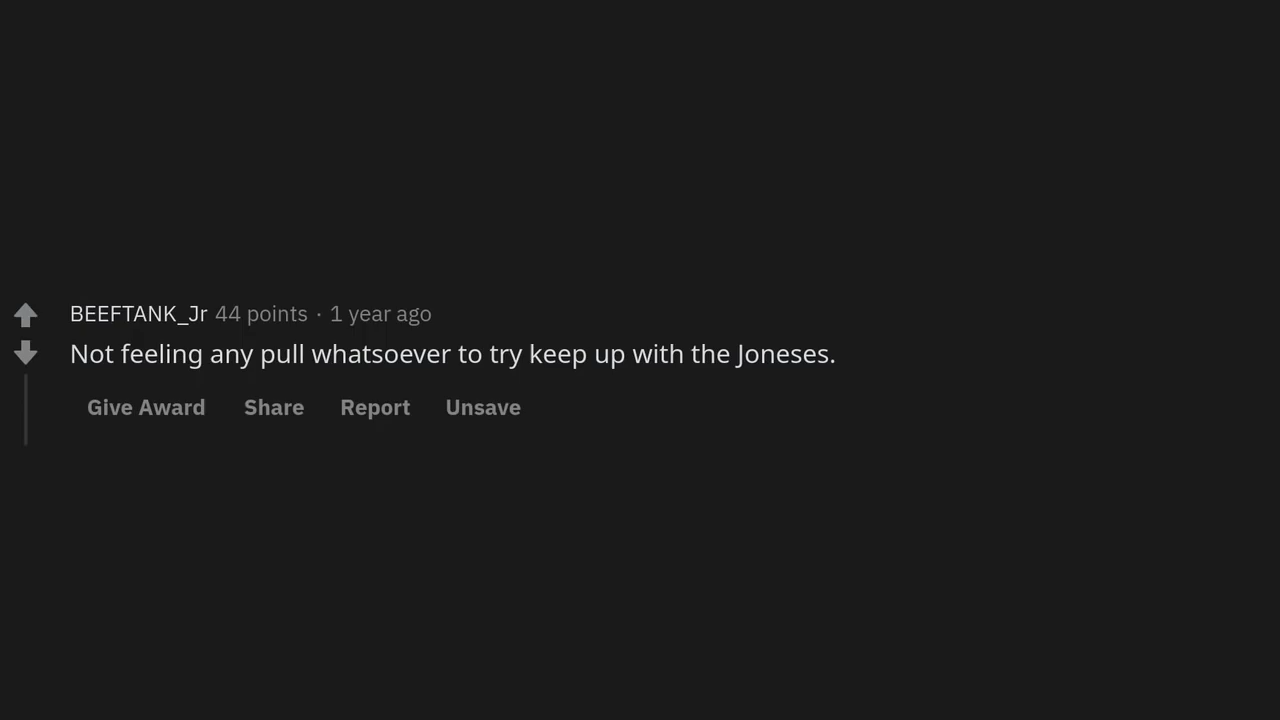 BEEFTANK_Jr 44 points · 1 year ago
Not feeling any pull whatsoever to try keep up with the Joneses.
Give Award Share Report Unsave